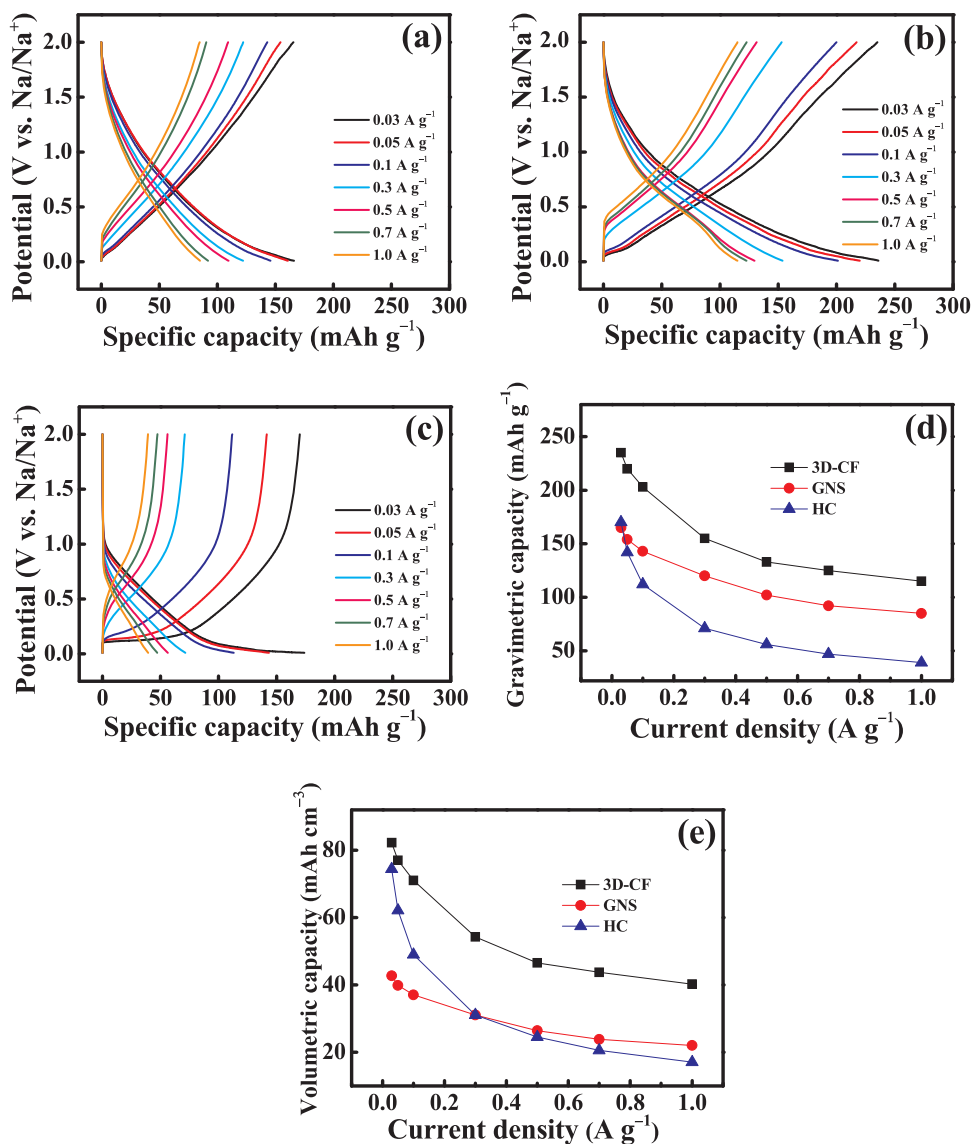 (a)
Potential (V vs. Na/Na⁺)
2.0
1.5
1.0
0.5
0.0
0.03 A g⁻¹
0.05 A g⁻¹
0.1 A g⁻¹
0.3 A g⁻¹
0.5 A g⁻¹
0.7 A g⁻¹
1.0 A g⁻¹
0 50 100 150 200 250 300
Specific capacity (mAh g⁻¹)
(b)
Potential (V vs. Na/Na⁺)
2.0
1.5
1.0
0.5
0.0
0.03 A g⁻¹
0.05 A g⁻¹
0.1 A g⁻¹
0.3 A g⁻¹
0.5 A g⁻¹
0.7 A g⁻¹
1.0 A g⁻¹
0 50 100 150 200 250 300
Specific capacity (mAh g⁻¹)
(c)
Potential (V vs. Na/Na⁺)
2.0
1.5
1.0
0.5
0.0
0.03 A g⁻¹
0.05 A g⁻¹
0.1 A g⁻¹
0.3 A g⁻¹
0.5 A g⁻¹
0.7 A g⁻¹
1.0 A g⁻¹
0 50 100 150 200 250 300
Specific capacity (mAh g⁻¹)
(d)
Gravimetric capacity (mAh g⁻¹)
250
200
150
100
50
3D-CF
GNS
HC
0.0 0.2 0.4 0.6 0.8 1.0
Current density (A g⁻¹)
(e)
Volumetric capacity (mAh cm⁻³)
80
60
40
20
3D-CF
GNS
HC
0.0 0.2 0.4 0.6 0.8 1.0
Current density (A g⁻¹)